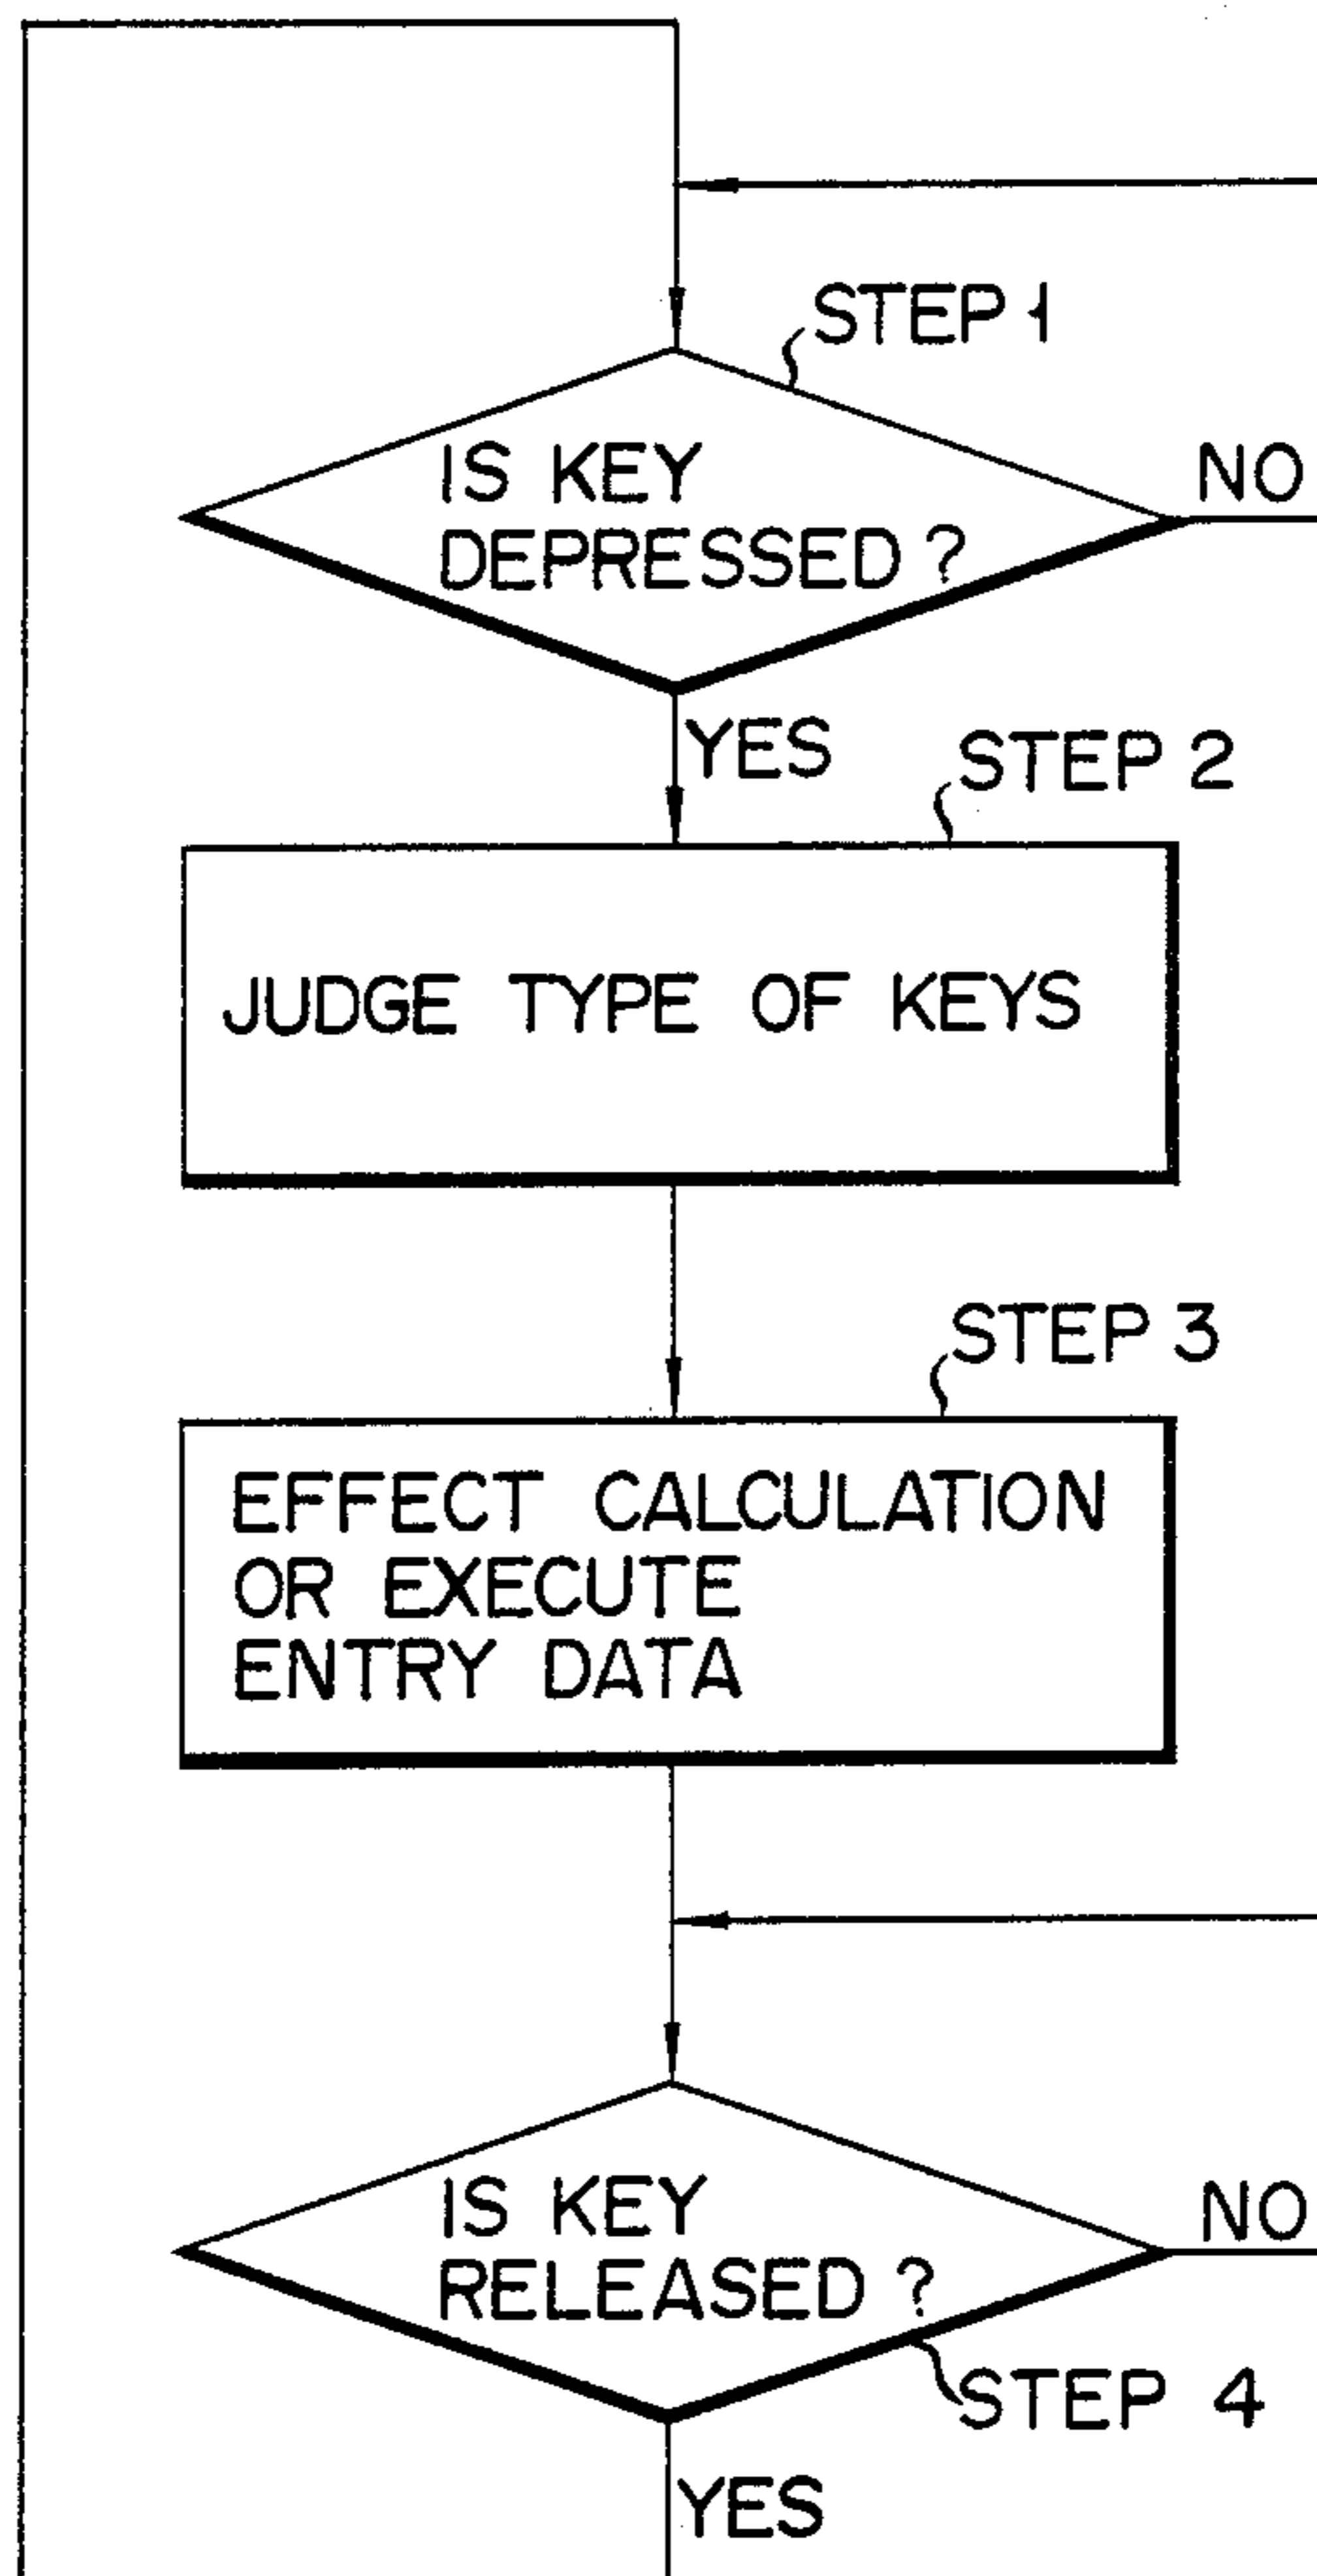 STEP 1
IS KEY
DEPRESSED ?
NO
YES
STEP 2
JUDGE TYPE OF KEYS
STEP 3
EFFECT CALCULATION
OR EXECUTE
ENTRY DATA
IS KEY
RELEASED ?
NO
STEP 4
YES